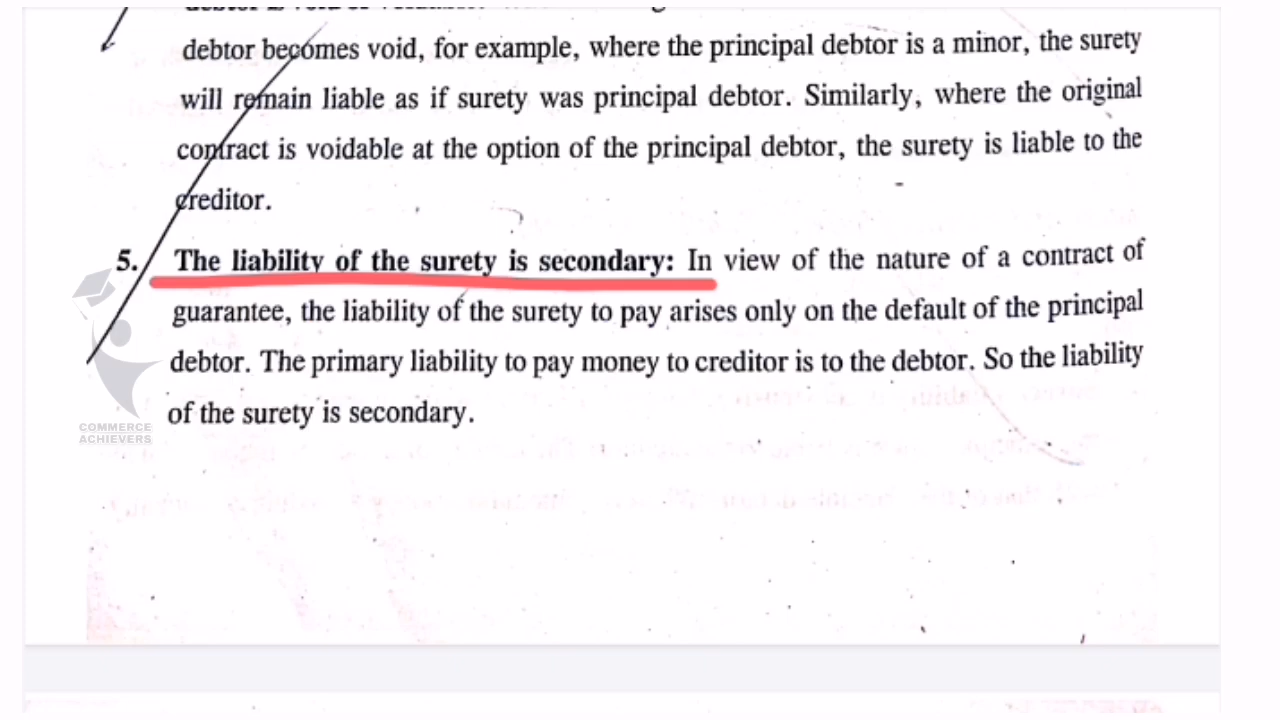 debtor becomes void, for example, where the principal debtor is a minor, the surety
will remain liable as if surety was principal debtor. Similarly, where the original
contract is voidable at the option of the principal debtor, the surety is liable to the
creditor.
5. The liability of the surety is secondary: In view of the nature of a contract of
guarantee, the liability of the surety to pay arises only on the default of the principal
debtor. The primary liability to pay money to creditor is to the debtor. So the liability
of the surety is secondary.
COMMERCE
ACHIEVERS